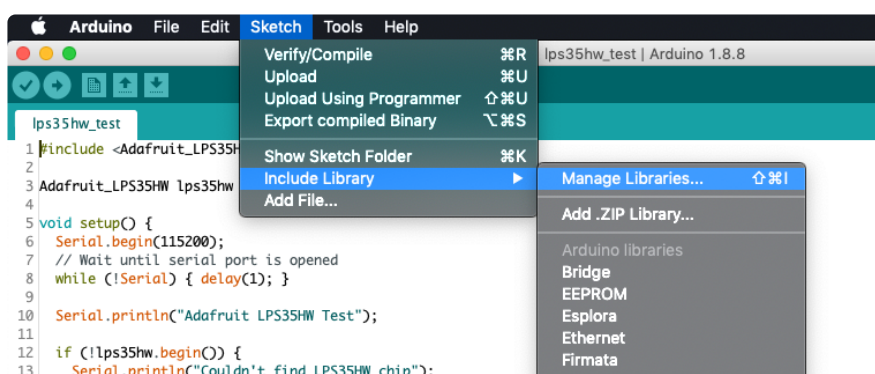 Arduino File Edit Sketch Tools Help
lps35hw_test | Arduino 1.8.8
Verify/Compile ⌘R
Upload ⌘U
Upload Using Programmer ⇧⌘U
Export compiled Binary ⌥⌘S
Show Sketch Folder ⌘K
Include Library ▶
Add File...
Manage Libraries... ⇧⌘I
Add .ZIP Library...
Arduino libraries
Bridge
EEPROM
Esplora
Ethernet
Firmata
lps35hw_test
1 #include <Adafruit_LPS35H
2
3 Adafruit_LPS35HW lps35hw
4
5 void setup() {
6 Serial.begin(115200);
7 // Wait until serial port is opened
8 while (!Serial) { delay(1); }
9
10 Serial.println("Adafruit LPS35HW Test");
11
12 if (!lps35hw.begin()) {
13 Serial.println("Couldn't find LPS35HW chip");